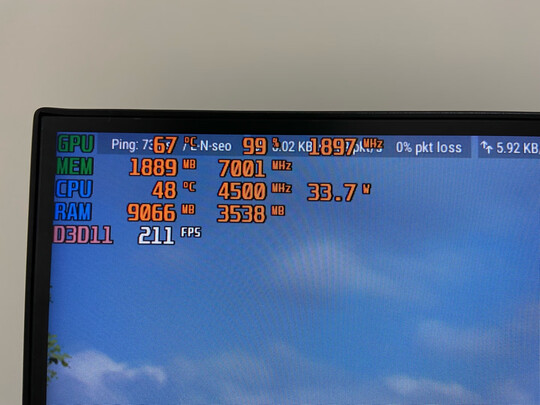 GPU 67 °C 99 % 1897 MHz
Ping: 0% pkt loss 5.92 KB/
MEM 1889 MB 7001 MHz
CPU 48 °C 4500 MHz 33.7 W
RAM 9066 MB 3538 MB
D3D11 211 FPS